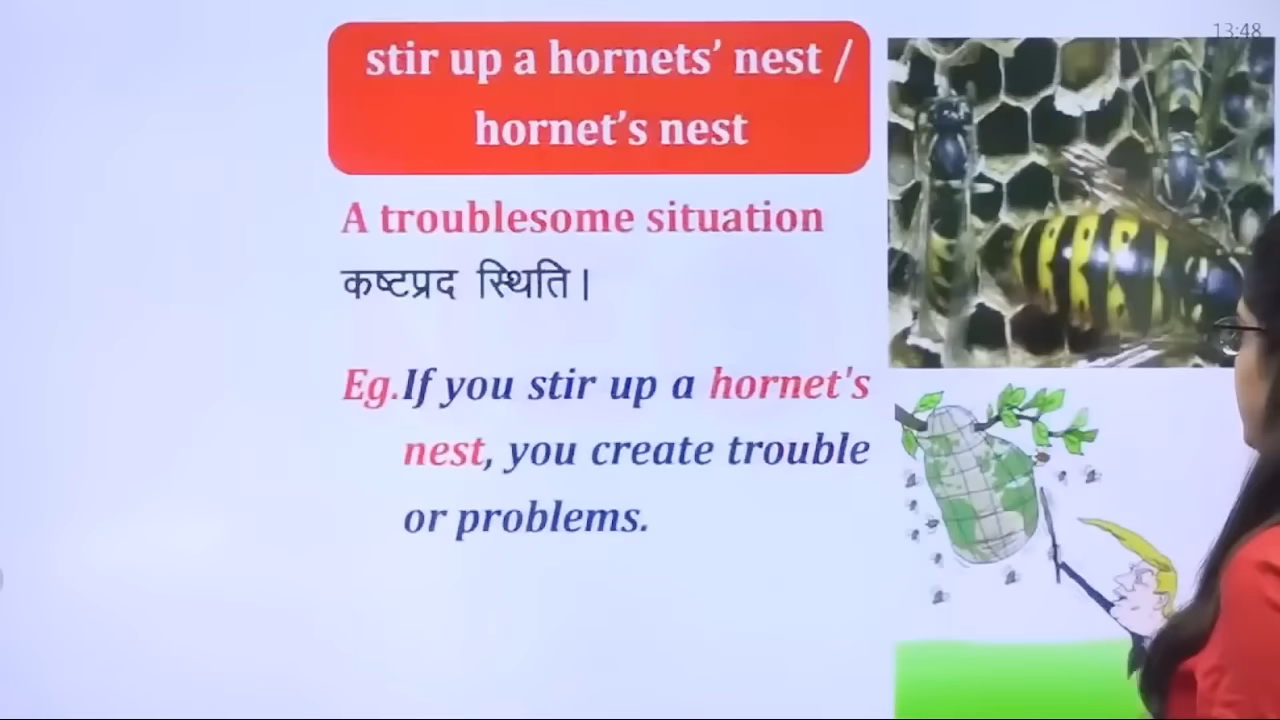 13:48
stir up a hornets’ nest /
hornet’s nest
A troublesome situation
कष्टप्रद स्थिति।
Eg.If you stir up a hornet's
nest, you create trouble
or problems.